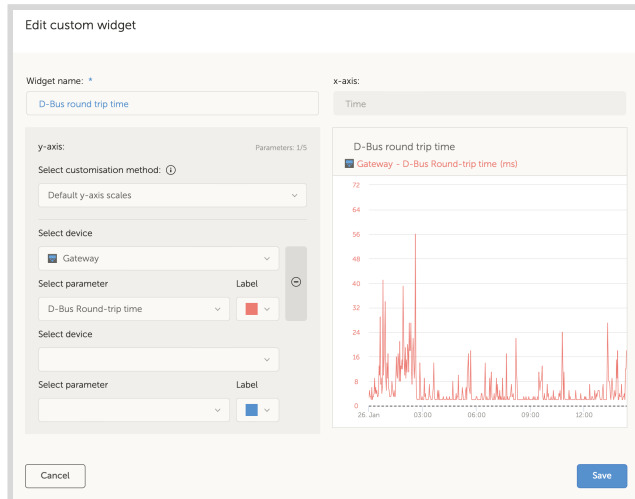 Edit custom widget
Widget name: *
x-axis:
D-Bus round trip time
Time
y-axis:
Parameters: 1/5
Select customisation method:
Default y-axis scales
Select device
Gateway
Select parameter
Label
D-Bus Round-trip time
Select device
Select parameter
Label
D-Bus round trip time
Gateway - D-Bus Round-trip time (ms)
72
64
56
48
40
32
24
16
8
0
26. Jan
03:00
06:00
09:00
12:00
Cancel
Save